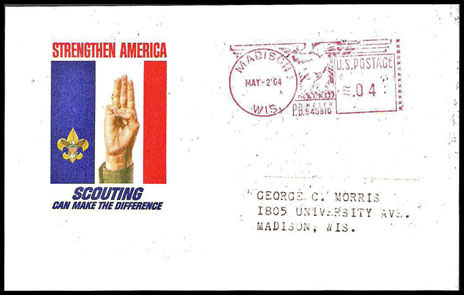 STRENGTHEN AMERICA
SCOUTING
CAN MAKE THE DIFFERENCE
MADISON
MAY-2'64
WIS.
U.S. POSTAGE
.04
P.B. 545610
GEORGE C. MORRIS
1805 UNIVERSITY AVE.
MADISON, WIS.